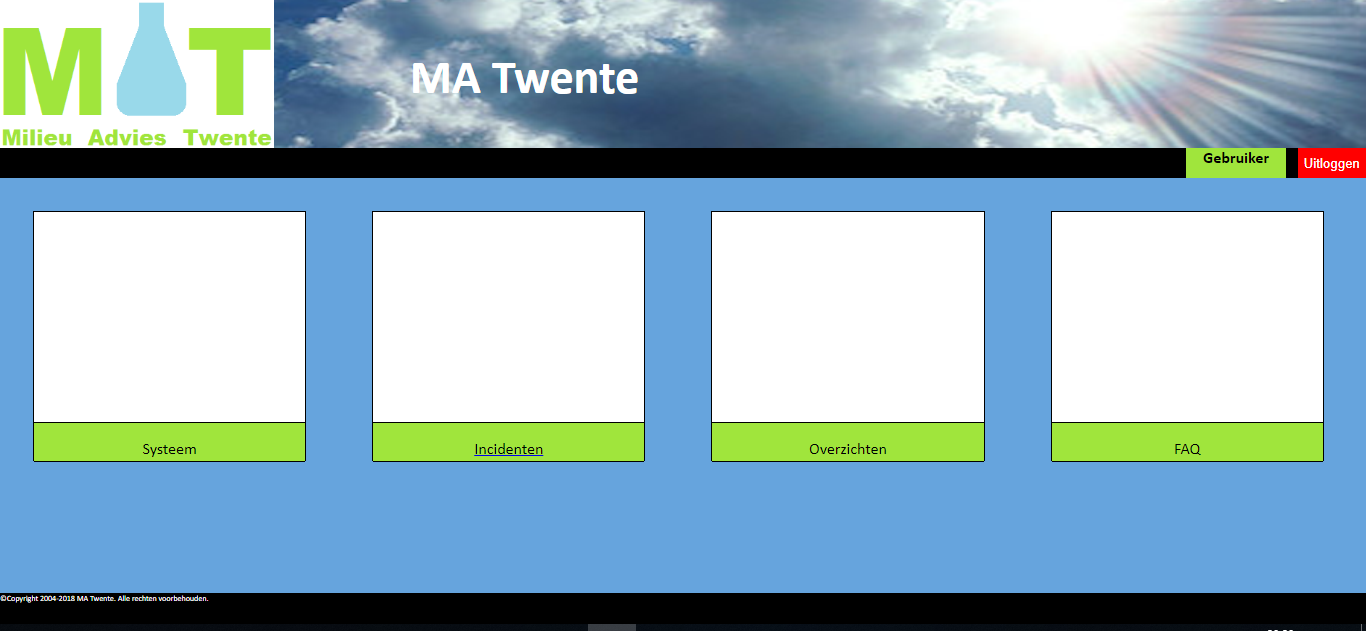 M T
Milieu Advies Twente
MA Twente
Gebruiker
Uitloggen
Systeem
Incidenten
Overzichten
FAQ
©Copyright 2004-2018 MA Twente. Alle rechten voorbehouden.